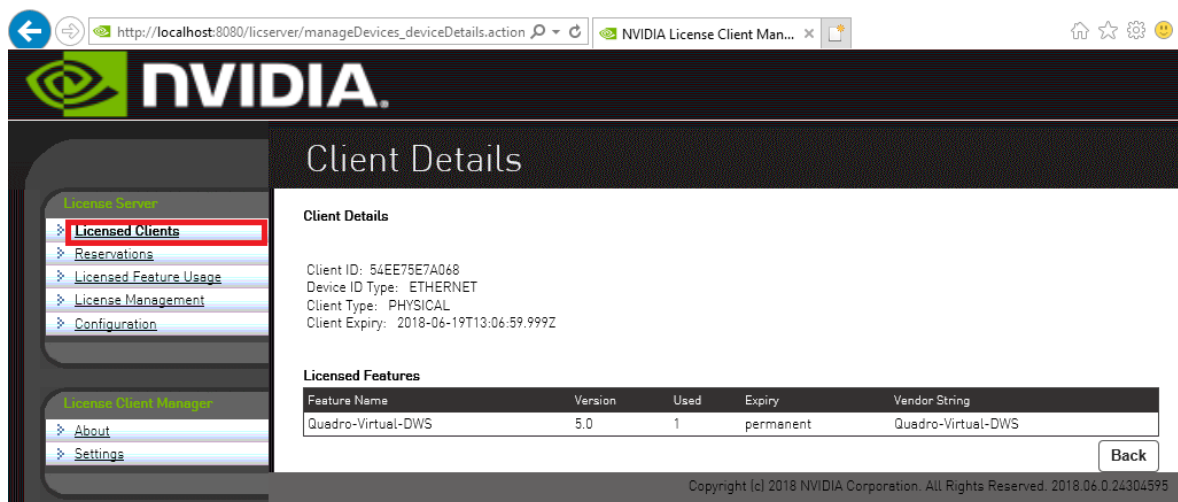 http://localhost:8080/licserver/manageDevices_deviceDetails.action
NVIDIA License Client Man...
NVIDIA.
Client Details
License Server
Licensed Clients
Reservations
Licensed Feature Usage
License Management
Configuration
License Client Manager
About
Settings
Client Details
Client ID: 54EE75E7A068
Device ID Type: ETHERNET
Client Type: PHYSICAL
Client Expiry: 2018-06-19T13:06:59.999Z
Licensed Features
Feature Name Version Used Expiry Vendor String
Quadro-Virtual-DWS 5.0 1 permanent Quadro-Virtual-DWS
Back
Copyright (c) 2018 NVIDIA Corporation. All Rights Reserved. 2018.06.0.24304595